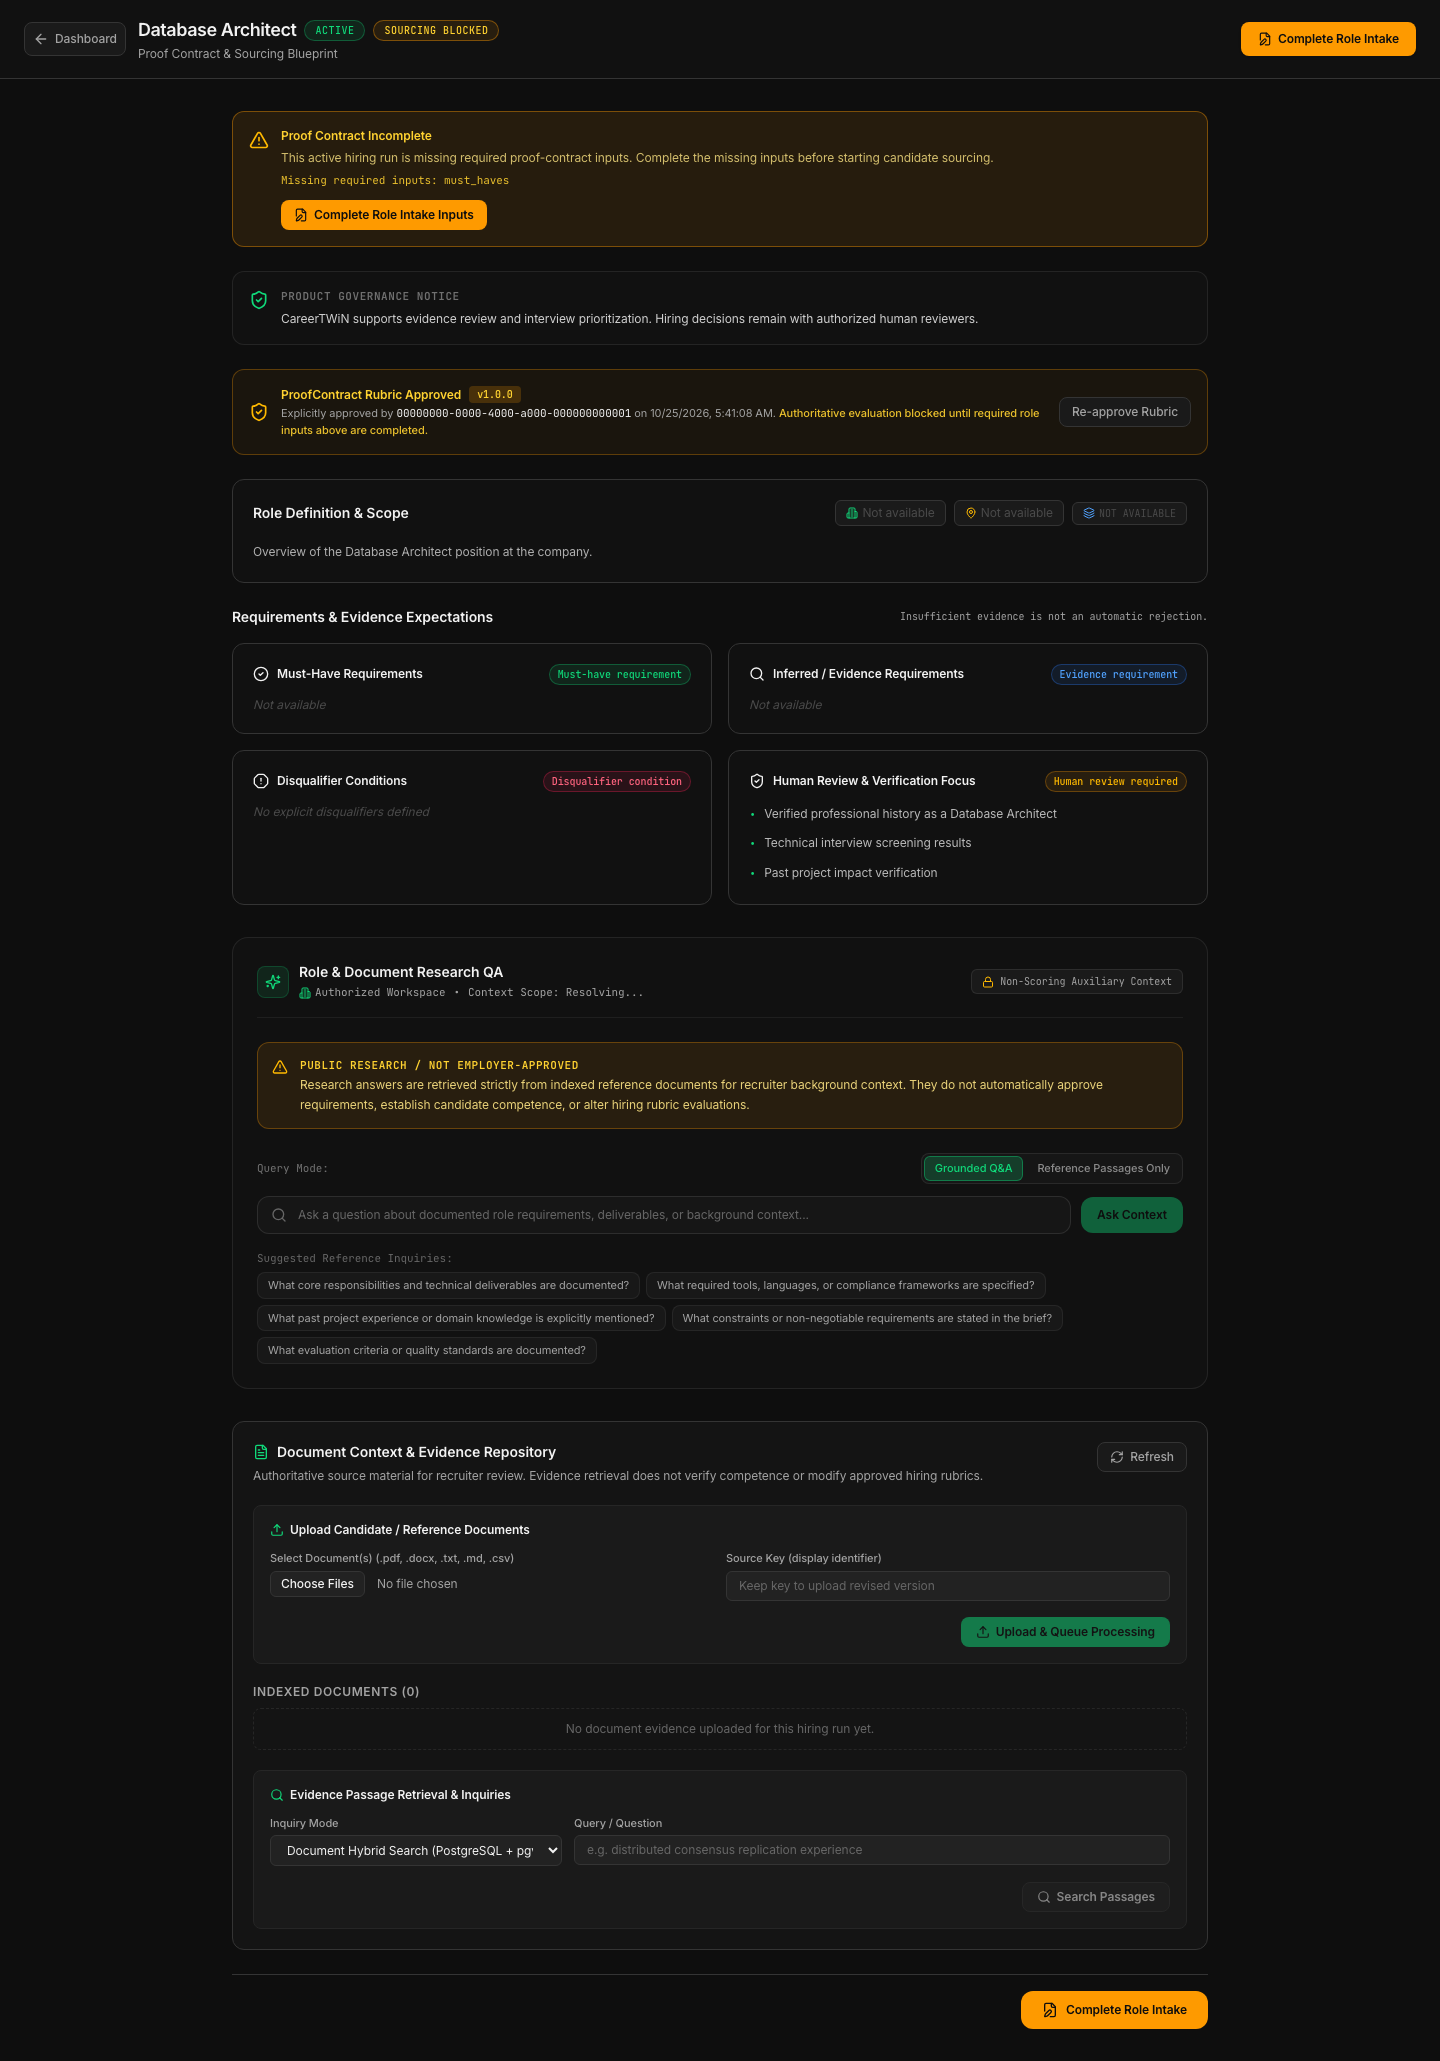 Dashboard
Database Architect
ACTIVE
SOURCING BLOCKED
Proof Contract & Sourcing Blueprint
Complete Role Intake
Proof Contract Incomplete
This active hiring run is missing required proof-contract inputs. Complete the missing inputs before starting candidate sourcing.
Missing required inputs: must_haves
Complete Role Intake Inputs
PRODUCT GOVERNANCE NOTICE
CareerTWiN supports evidence review and interview prioritization. Hiring decisions remain with authorized human reviewers.
ProofContract Rubric Approved
v1.0.0
Explicitly approved by 00000000-0000-4000-a000-000000000001 on 10/25/2026, 5:41:08 AM. Authoritative evaluation blocked until required role
inputs above are completed.
Re-approve Rubric
Role Definition & Scope
Not available
Not available
NOT AVAILABLE
Overview of the Database Architect position at the company.
Requirements & Evidence Expectations
Insufficient evidence is not an automatic rejection.
Must-Have Requirements
Must-have requirement
Not available
Inferred / Evidence Requirements
Evidence requirement
Not available
Disqualifier Conditions
Disqualifier condition
No explicit disqualifiers defined
Human Review & Verification Focus
Human review required
• Verified professional history as a Database Architect
• Technical interview screening results
• Past project impact verification
Role & Document Research QA
Authorized Workspace • Context Scope: Resolving...
Non-Scoring Auxiliary Context
PUBLIC RESEARCH / NOT EMPLOYER-APPROVED
Research answers are retrieved strictly from indexed reference documents for recruiter background context. They do not automatically approve
requirements, establish candidate competence, or alter hiring rubric evaluations.
Query Mode:
Grounded Q&A
Reference Passages Only
Ask a question about documented role requirements, deliverables, or background context...
Ask Context
Suggested Reference Inquiries:
What core responsibilities and technical deliverables are documented?
What required tools, languages, or compliance frameworks are specified?
What past project experience or domain knowledge is explicitly mentioned?
What constraints or non-negotiable requirements are stated in the brief?
What evaluation criteria or quality standards are documented?
Document Context & Evidence Repository
Authoritative source material for recruiter review. Evidence retrieval does not verify competence or modify approved hiring rubrics.
Refresh
Upload Candidate / Reference Documents
Select Document(s) (.pdf, .docx, .txt, .md, .csv)
Choose Files
No file chosen
Source Key (display identifier)
Keep key to upload revised version
Upload & Queue Processing
INDEXED DOCUMENTS (0)
No document evidence uploaded for this hiring run yet.
Evidence Passage Retrieval & Inquiries
Inquiry Mode
Document Hybrid Search (PostgreSQL + pgv
Query / Question
e.g. distributed consensus replication experience
Search Passages
Complete Role Intake